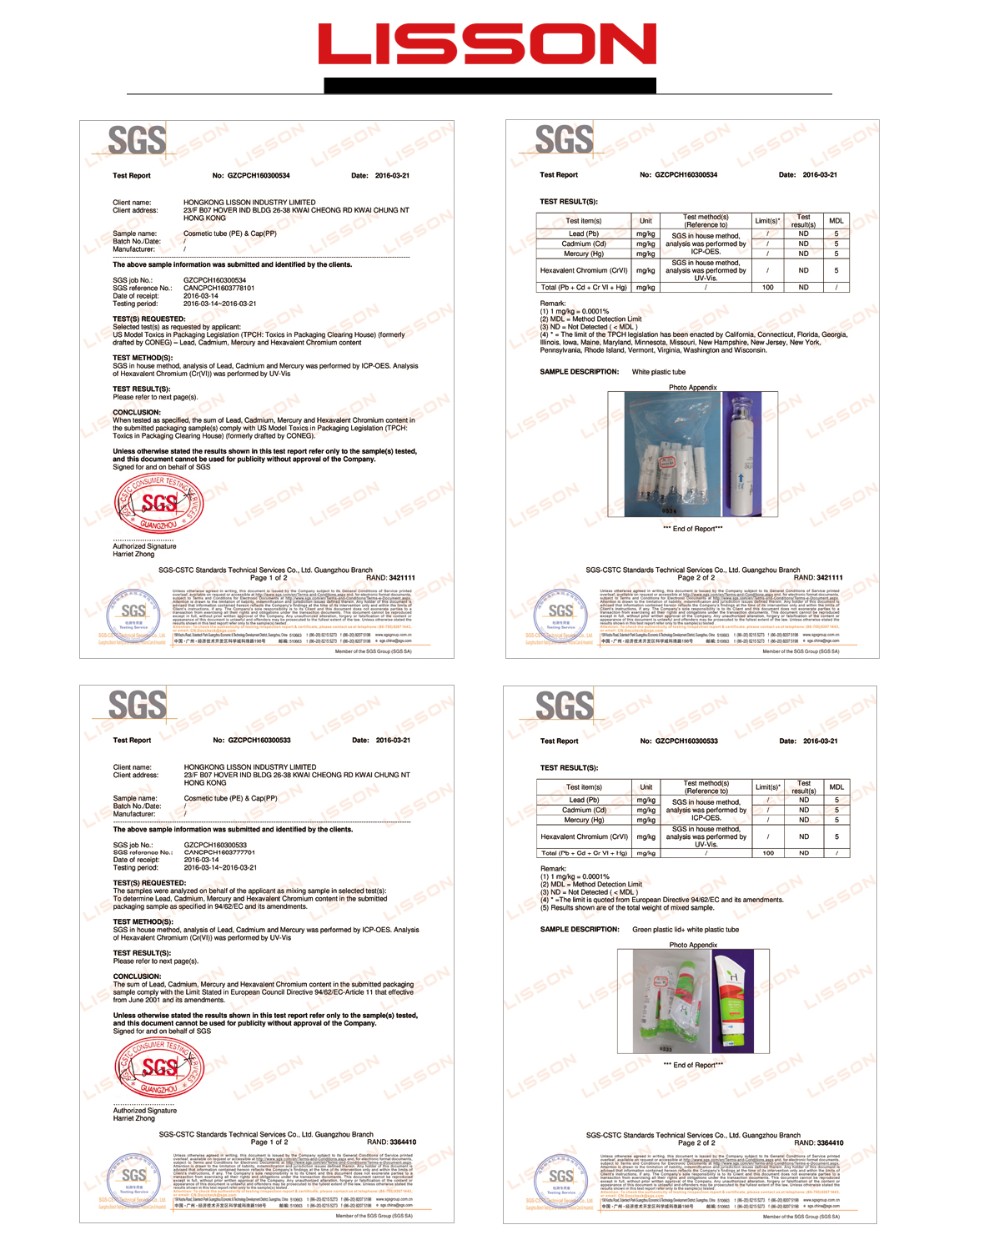 LISSON
SGS
Test Report No: GZCPCH160300534 Date: 2016-03-21
Client name: HONGKONG LISSON INDUSTRY LIMITED
Client address: 23/F B07 HOVER IND BLDG 26-38 KWAI CHEONG RD KWAI CHUNG NT
HONG KONG
Sample name: Cosmetic tube (PE) & Cap(PP)
Batch No./Date: /
Manufacturer: /
The above sample information was submitted and identified by the clients.
SGS job No.: GZCPCH160300534
SGS reference No.: CANCPCH1603778101
Date of receipt: 2016-03-14
Testing period: 2016-03-14~2016-03-21
TEST(S) REQUESTED:
Selected test(s) as requested by applicant:
US Model Toxics in Packaging Legislation (TPCH: Toxics in Packaging Clearing House) (formerly
drafted by CONEG) – Lead, Cadmium, Mercury and Hexavalent Chromium content
TEST METHOD(S):
SGS in house method, analysis of Lead, Cadmium and Mercury was performed by ICP-OES. Analysis
of Hexavalent Chromium (Cr(VI)) was performed by UV-Vis
TEST RESULT(S):
Please refer to next page(s).
CONCLUSION:
When tested as specified, the sum of Lead, Cadmium, Mercury and Hexavalent Chromium content in
the submitted packaging sample(s) comply with US Model Toxics in Packaging Legislation (TPCH:
Toxics in Packaging Clearing House) (formerly drafted by CONEG).
Unless otherwise stated the results shown in this test report refer only to the sample(s) tested,
and this document cannot be used for publicity without approval of the Company.
Signed for and on behalf of SGS
SGS
GUANGZHOU
Authorized Signature
Harriet Zhong
SGS-CSTC Standards Technical Services Co., Ltd. Guangzhou Branch
Page 1 of 2 RAND: 3421111
SGS
Testing Service
Member of the SGS Group (SGS SA)
SGS
Test Report No: GZCPCH160300534 Date: 2016-03-21
TEST RESULT(S):
Test item(s) Unit Test method(s) (Reference to) Limit(s)* Test result(s) MDL
Lead (Pb) mg/kg SGS in house method, analysis was performed by ICP-OES. / ND 5
Cadmium (Cd) mg/kg / ND 5
Mercury (Hg) mg/kg / ND 5
Hexavalent Chromium (CrVI) mg/kg SGS in house method, analysis was performed by UV-Vis. / ND 5
Total (Pb + Cd + Cr VI + Hg) mg/kg / 100 ND /
Remark:
(1) 1 mg/kg = 0.0001%
(2) MDL = Method Detection Limit
(3) ND = Not Detected ( < MDL )
(4) * = The limit of the TPCH legislation has been enacted by California, Connecticut, Florida, Georgia,
Illinois, Iowa, Maine, Maryland, Minnesota, Missouri, New Hampshire, New Jersey, New York,
Pennsylvania, Rhode Island, Vermont, Virginia, Washington and Wisconsin.
SAMPLE DESCRIPTION: White plastic tube
Photo Appendix
*** End of Report***
SGS-CSTC Standards Technical Services Co., Ltd. Guangzhou Branch
Page 2 of 2 RAND: 3421111
SGS
Testing Service
Member of the SGS Group (SGS SA)
SGS
Test Report No: GZCPCH160300533 Date: 2016-03-21
Client name: HONGKONG LISSON INDUSTRY LIMITED
Client address: 23/F B07 HOVER IND BLDG 26-38 KWAI CHEONG RD KWAI CHUNG NT
HONG KONG
Sample name: Cosmetic tube (PE) & Cap(PP)
Batch No./Date: /
Manufacturer: /
The above sample information was submitted and identified by the clients.
SGS job No.: GZCPCH160300533
SGS reference No.: CANCPCH1603777701
Date of receipt: 2016-03-14
Testing period: 2016-03-14~2016-03-21
TEST(S) REQUESTED:
The samples were analyzed on behalf of the applicant as mixing sample in selected test(s):
To determine Lead, Cadmium, Mercury and Hexavalent Chromium content in the submitted
packaging sample as specified in 94/62/EC and its amendments.
TEST METHOD(S):
SGS in house method, analysis of Lead, Cadmium and Mercury was performed by ICP-OES. Analysis
of Hexavalent Chromium (Cr(VI)) was performed by UV-Vis
TEST RESULT(S):
Please refer to next page(s).
CONCLUSION:
The sum of Lead, Cadmium, Mercury and Hexavalent Chromium content in the submitted packaging
sample comply with the Limit Stated in European Council Directive 94/62/EC-Article 11 that effective
from June 2001 and its amendments.
Unless otherwise stated the results shown in this test report refer only to the sample(s) tested,
and this document cannot be used for publicity without approval of the Company.
Signed for and on behalf of SGS
SGS
GUANGZHOU
Authorized Signature
Harriet Zhong
SGS-CSTC Standards Technical Services Co., Ltd. Guangzhou Branch
Page 1 of 2 RAND: 3364410
SGS
Testing Service
Member of the SGS Group (SGS SA)
SGS
Test Report No: GZCPCH160300533 Date: 2016-03-21
TEST RESULT(S):
Test item(s) Unit Test method(s) (Reference to) Limit(s)* Test result(s) MDL
Lead (Pb) mg/kg SGS in house method, analysis was performed by ICP-OES. / ND 5
Cadmium (Cd) mg/kg / ND 5
Mercury (Hg) mg/kg / ND 5
Hexavalent Chromium (CrVI) mg/kg SGS in house method, analysis was performed by UV-Vis. / ND 5
Total (Pb + Cd + Cr VI + Hg) mg/kg / 100 ND /
Remark:
(1) 1 mg/kg = 0.0001%
(2) MDL = Method Detection Limit
(3) ND = Not Detected ( < MDL )
(4) * =The limit is quoted from European Directive 94/62/EC and its amendments.
(5) Results shown are of the total weight of mixed sample.
SAMPLE DESCRIPTION: Green plastic lid+ white plastic tube
Photo Appendix
*** End of Report***
SGS-CSTC Standards Technical Services Co., Ltd. Guangzhou Branch
Page 2 of 2 RAND: 3364410
SGS
Testing Service
Member of the SGS Group (SGS SA)